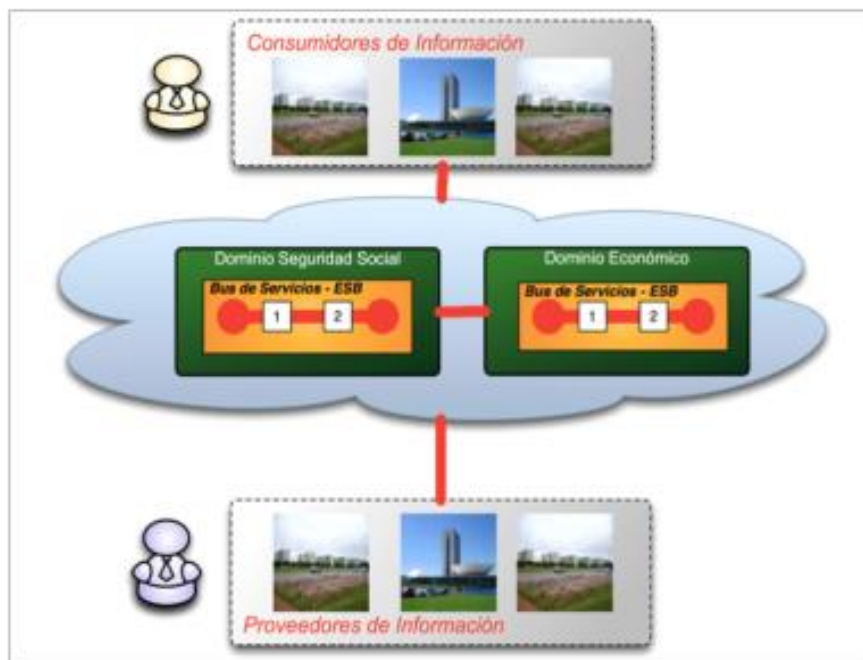 Consumidores de Información
Dominio Seguridad Social
Bus de Servicios - ESB
1 2
Dominio Económico
Bus de Servicios - ESB
1 2
Proveedores de Información